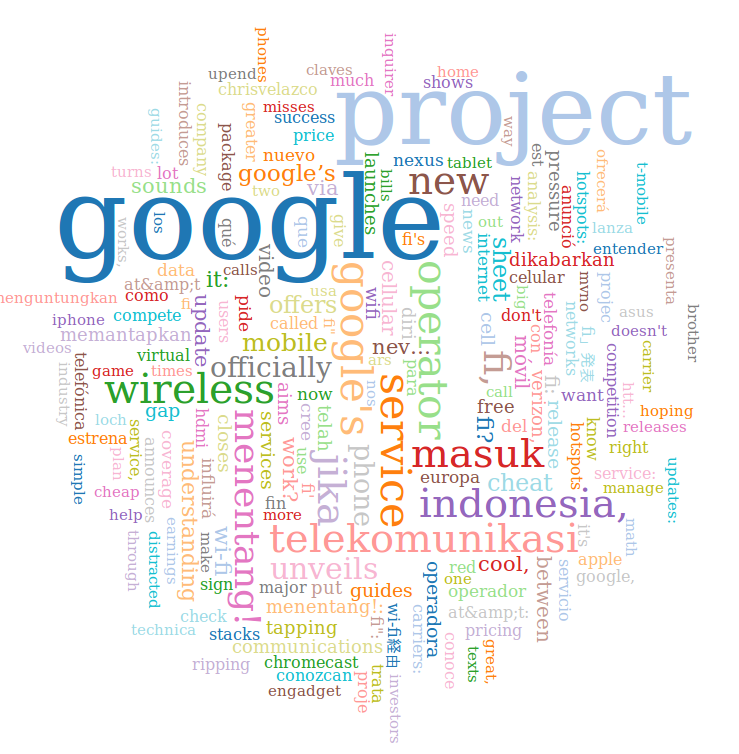 phones
inquirer
claves
home
upend
much
shows
chrisvelazco
introduces
project
misses
company
greater
guides:
success
package
price
way
nuevo
est
pressure
ofrecerá
t-mobile
launches
nexus
tablet
turns
lot
google's
bills
new
analysis:
anunció
hotspots:
sounds
two
via
need
network
mvno
works,
los
google
qué
que
give
speed
news
out
lanza
fi's
internet
sheet
entender
video
dikabarkan
presenta
data
calls
at&amp;t
it:
cellular
celular
projec
menguntungkan
como
fi
usa
wifi
operator
big
telefonía
brother
update
pide
offers
diri
asus
iphone
compete
users
called
fi"
google's
don't
networks
fi」発表
memantapkan
mobile
cell
con
doesn't
videos
virtual
officially
nev...
móvil
competition
carrier
telefónica
game
times
ars
para
fi,
verizon,
industry
wireless
aims
now
nos
service
call
fi:
release
want
htt...
hoping
loch
gap
hdmi
menentang!
services
cree
telah
free
fi?
del
know
releases
estrena
service,
closes
work?
use
phone
masuk
hotspots
right
simple
plan
announces
coverage
understanding
influirá
jika
europa
cheat
service:
updates:
cheap
fi'
fin
manage
help
more
indonesia,
through
distracted
earnings
make
wi-fi
telekomunikasi
it's
math
unveils
red
cool,
between
apple
sign
major
put
guides
operadora
one
operador
servicio
google,
menentang!:
check
wi-fi経由
carriers:
at&amp;t:
technica
stacks
tapping
fi":
pricing
communications
conoce
texts
great,
ripping
chromecast
conozcan
proje
trata
investors
engadget